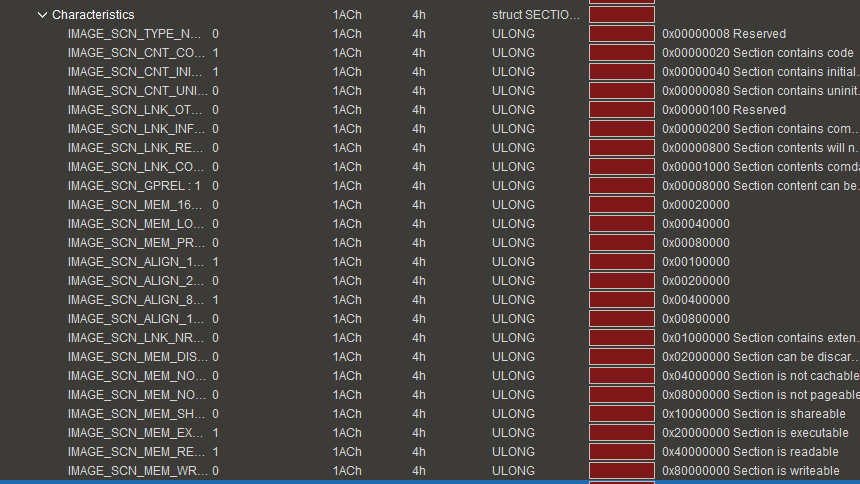 Characteristics 1ACh 4h struct SECTIO...
IMAGE_SCN_TYPE_N... 0 1ACh 4h ULONG 0x00000008 Reserved
IMAGE_SCN_CNT_CO... 1 1ACh 4h ULONG 0x00000020 Section contains code
IMAGE_SCN_CNT_INI... 1 1ACh 4h ULONG 0x00000040 Section contains initial...
IMAGE_SCN_CNT_UNI... 0 1ACh 4h ULONG 0x00000080 Section contains uninit...
IMAGE_SCN_LNK_OT... 0 1ACh 4h ULONG 0x00000100 Reserved
IMAGE_SCN_LNK_INF... 0 1ACh 4h ULONG 0x00000200 Section contains com...
IMAGE_SCN_LNK_RE... 0 1ACh 4h ULONG 0x00000800 Section contents will n...
IMAGE_SCN_LNK_CO... 0 1ACh 4h ULONG 0x00001000 Section contents comda
IMAGE_SCN_GPREL : 1 0 1ACh 4h ULONG 0x00008000 Section content can be...
IMAGE_SCN_MEM_16... 0 1ACh 4h ULONG 0x00020000
IMAGE_SCN_MEM_LO... 0 1ACh 4h ULONG 0x00040000
IMAGE_SCN_MEM_PR... 0 1ACh 4h ULONG 0x00080000
IMAGE_SCN_ALIGN_1... 1 1ACh 4h ULONG 0x00100000
IMAGE_SCN_ALIGN_2... 0 1ACh 4h ULONG 0x00200000
IMAGE_SCN_ALIGN_8... 1 1ACh 4h ULONG 0x00400000
IMAGE_SCN_ALIGN_1... 0 1ACh 4h ULONG 0x00800000
IMAGE_SCN_LNK_NR... 0 1ACh 4h ULONG 0x01000000 Section contains exten...
IMAGE_SCN_MEM_DIS... 0 1ACh 4h ULONG 0x02000000 Section can be discar...
IMAGE_SCN_MEM_NO... 0 1ACh 4h ULONG 0x04000000 Section is not cachable
IMAGE_SCN_MEM_NO... 0 1ACh 4h ULONG 0x08000000 Section is not pageable
IMAGE_SCN_MEM_SH... 0 1ACh 4h ULONG 0x10000000 Section is shareable
IMAGE_SCN_MEM_EX... 1 1ACh 4h ULONG 0x20000000 Section is executable
IMAGE_SCN_MEM_RE... 1 1ACh 4h ULONG 0x40000000 Section is readable
IMAGE_SCN_MEM_WR... 0 1ACh 4h ULONG 0x80000000 Section is writeable